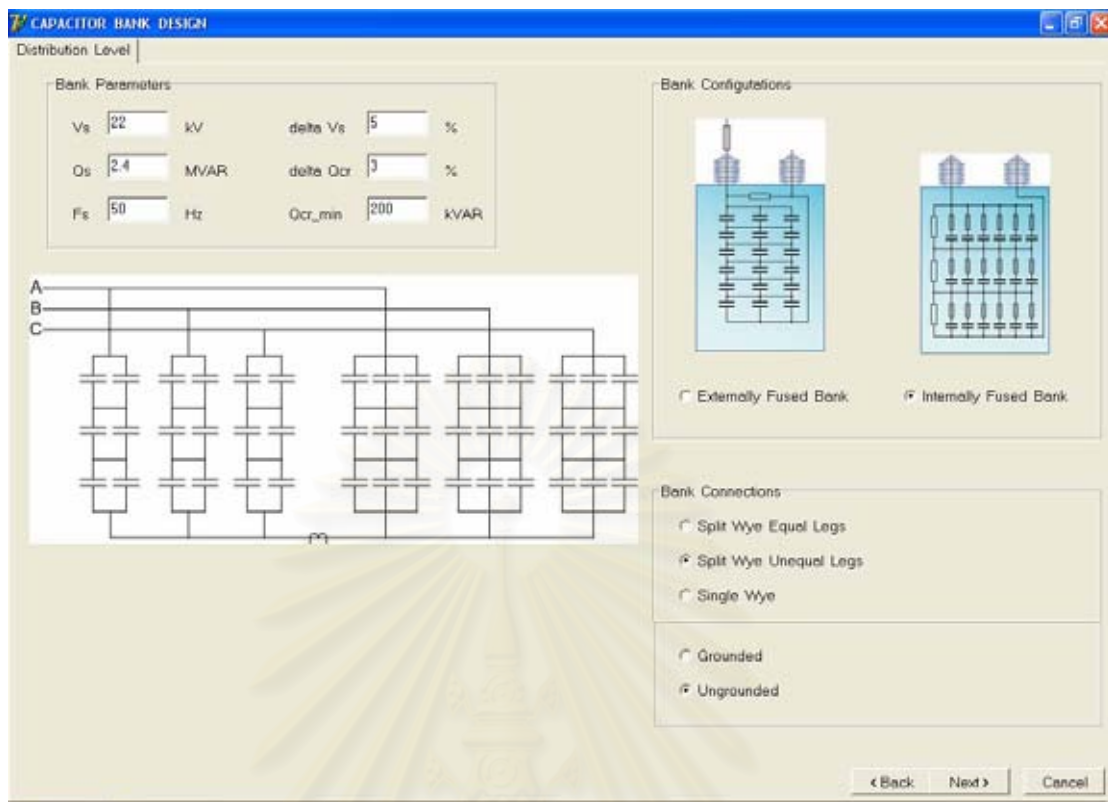 CAPACITOR BANK DESIGN
Distribution Level
Bank Parameters
Vs 22 kV delta Vs 5 %
Qs 2.4 MVAR delta Qcr 3 %
Fs 50 Hz Qcr_min 200 kVAR
A
B
C
Bank Configutations
Externally Fused Bank
Internally Fused Bank
Bank Connections
Split Wye Equal Legs
Split Wye Unequal Legs
Single Wye
Grounded
Ungrounded
< Back Next > Cancel